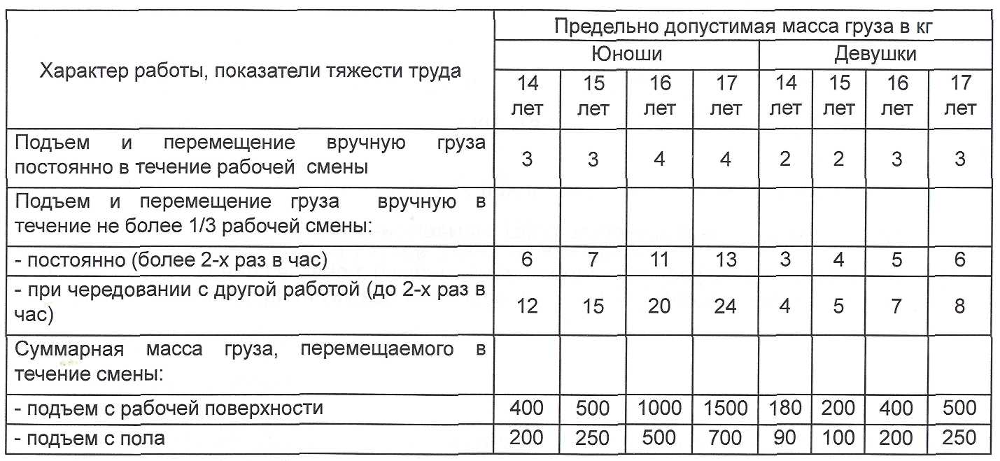 Предельно допустимая масса груза в кг
Характер работы, показатели тяжести труда
Юноши Девушки
14 лет 15 лет 16 лет 17 лет 14 лет 15 лет 16 лет 17 лет
Подъем и перемещение вручную груза
постоянно в течение рабочей смены
3 3 4 4 2 2 3 3
Подъем и перемещение груза вручную в
течение не более 1/3 рабочей смены:
- постоянно (более 2-х раз в час) 6 7 11 13 3 4 5 6
- при чередовании с другой работой (до 2-х раз в
час)
12 15 20 24 4 5 7 8
Суммарная масса груза, перемещаемого в
течение смены:
- подъем с рабочей поверхности 400 500 1000 1500 180 200 400 500
- подъем с пола 200 250 500 700 90 100 200 250